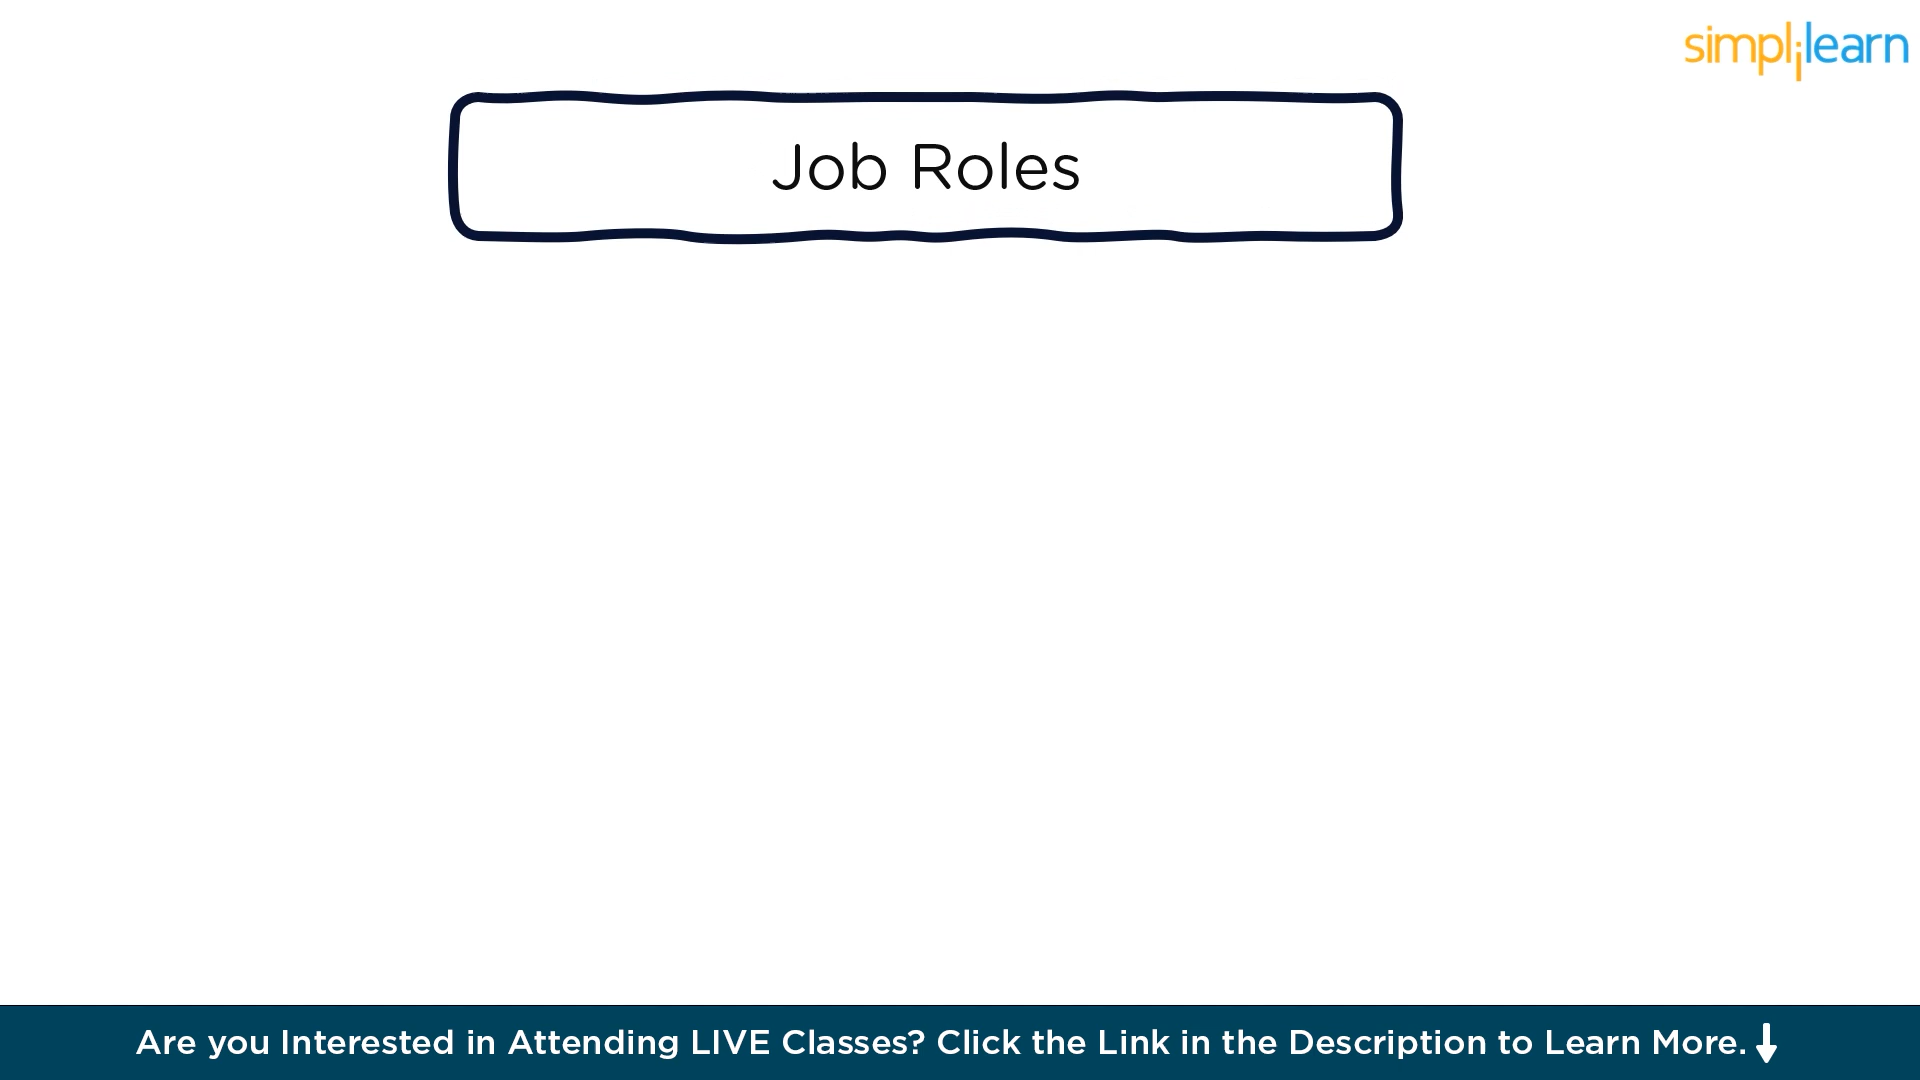 simplilearn
Job Roles
Are you Interested in Attending LIVE Classes? Click the Link in the Description to Learn More.